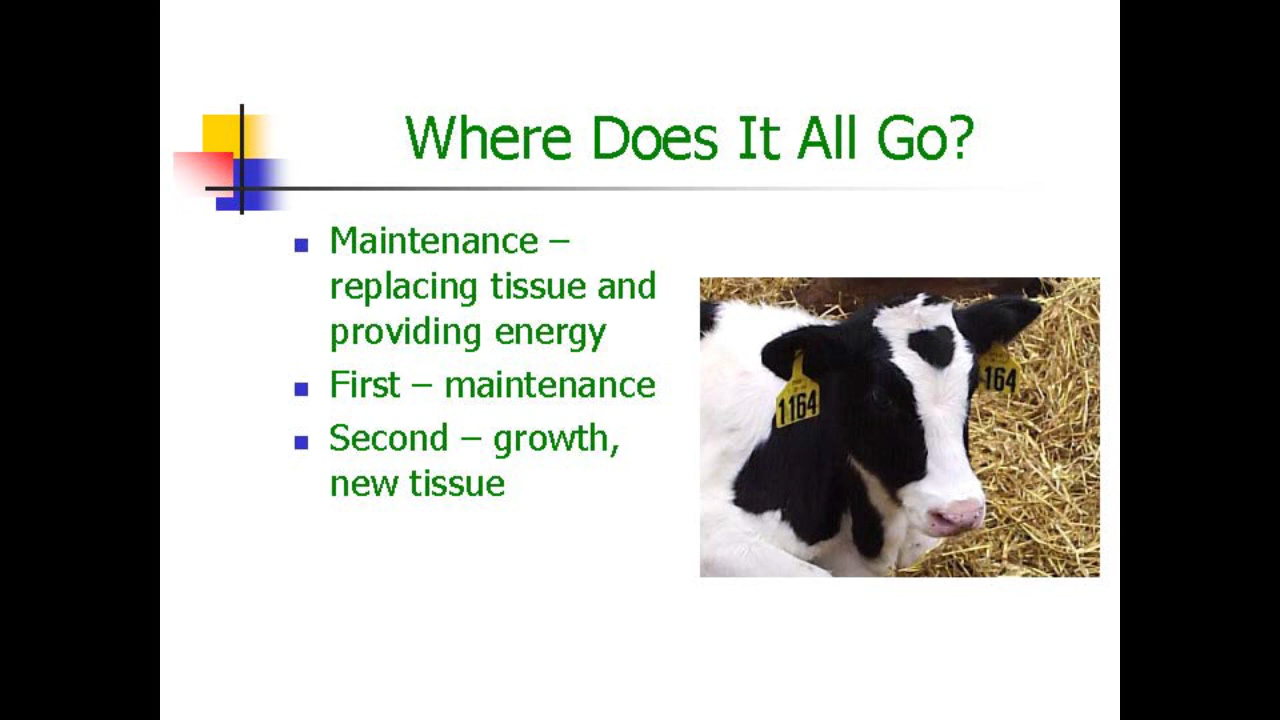 Where Does It All Go?
Maintenance –
replacing tissue and
providing energy
First – maintenance
Second – growth,
new tissue
1164
164